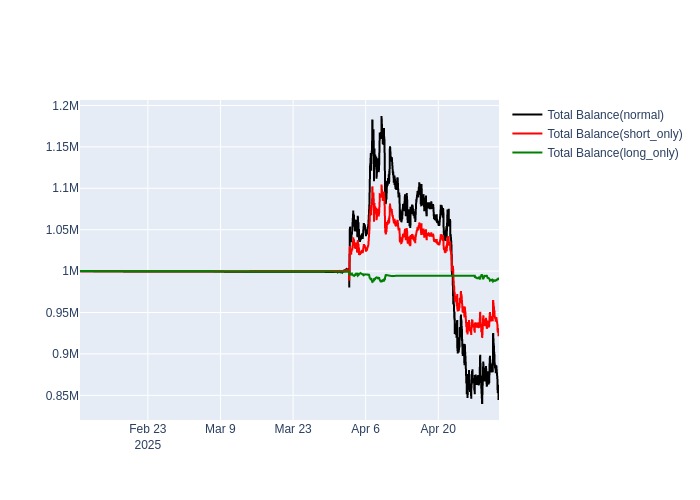 1.2M
1.15M
1.1M
1.05M
1M
0.95M
0.9M
0.85M
Feb 23
2025
Mar 9
Mar 23
Apr 6
Apr 20
Total Balance(normal)
Total Balance(short_only)
Total Balance(long_only)